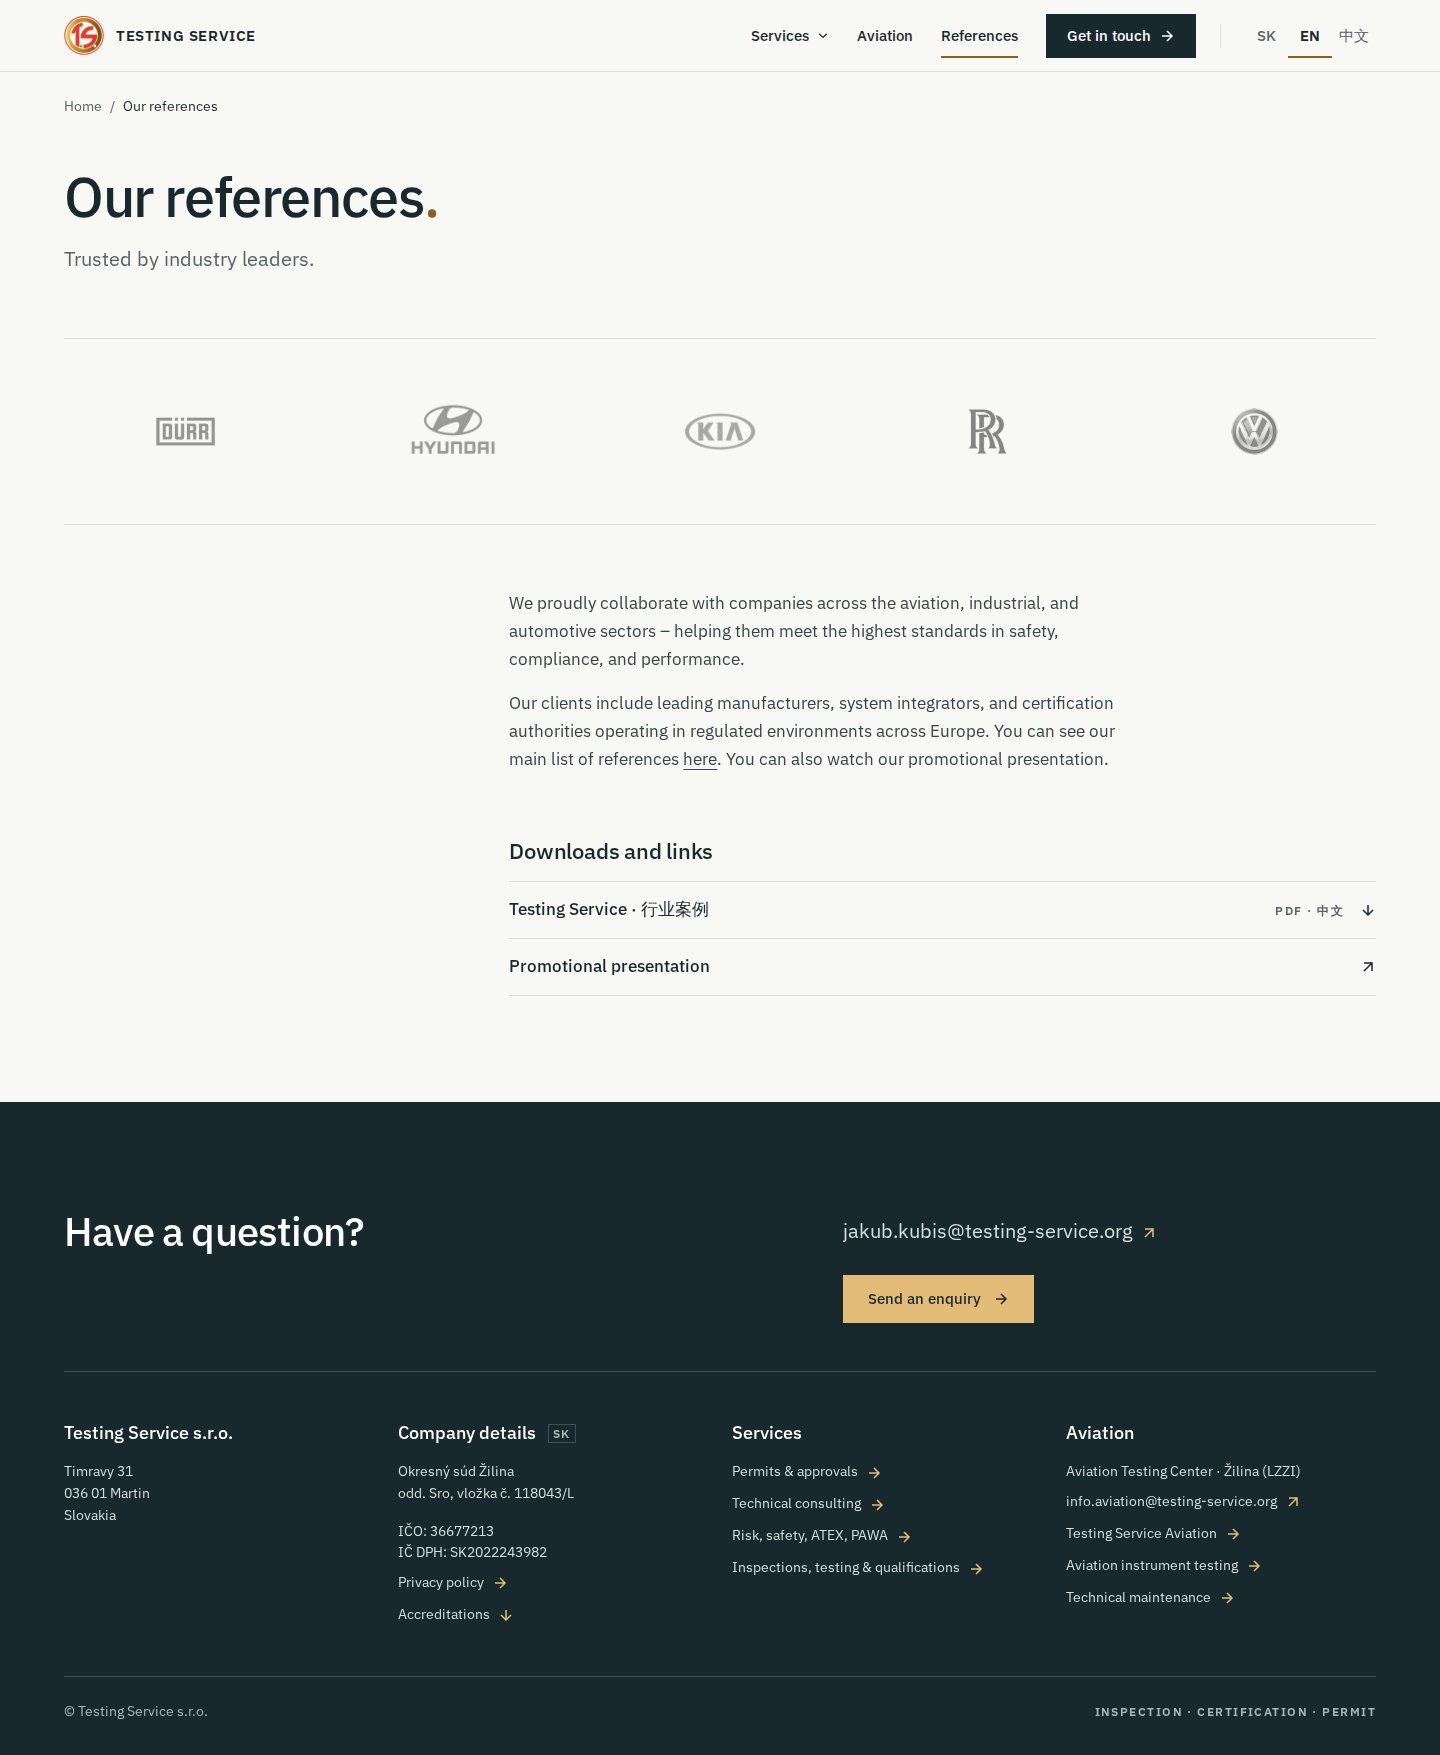 TESTING SERVICE
Services
Aviation
References
Get in touch
SK
EN
中文
Home / Our references
Our references.
Trusted by industry leaders.
DÜRR
HYUNDAI
KIA
RR
VW
We proudly collaborate with companies across the aviation, industrial, and
automotive sectors – helping them meet the highest standards in safety,
compliance, and performance.
Our clients include leading manufacturers, system integrators, and certification
authorities operating in regulated environments across Europe. You can see our
main list of references here. You can also watch our promotional presentation.
Downloads and links
Testing Service · 行业案例
PDF · 中文
Promotional presentation
Have a question?
jakub.kubis@testing-service.org
Send an enquiry
Testing Service s.r.o.
Timravy 31
036 01 Martin
Slovakia
Company details SK
Okresný súd Žilina
odd. Sro, vložka č. 118043/L
IČO: 36677213
IČ DPH: SK2022243982
Privacy policy
Accreditations
Services
Permits & approvals
Technical consulting
Risk, safety, ATEX, PAWA
Inspections, testing & qualifications
Aviation
Aviation Testing Center · Žilina (LZZI)
info.aviation@testing-service.org
Testing Service Aviation
Aviation instrument testing
Technical maintenance
© Testing Service s.r.o.
INSPECTION · CERTIFICATION · PERMIT